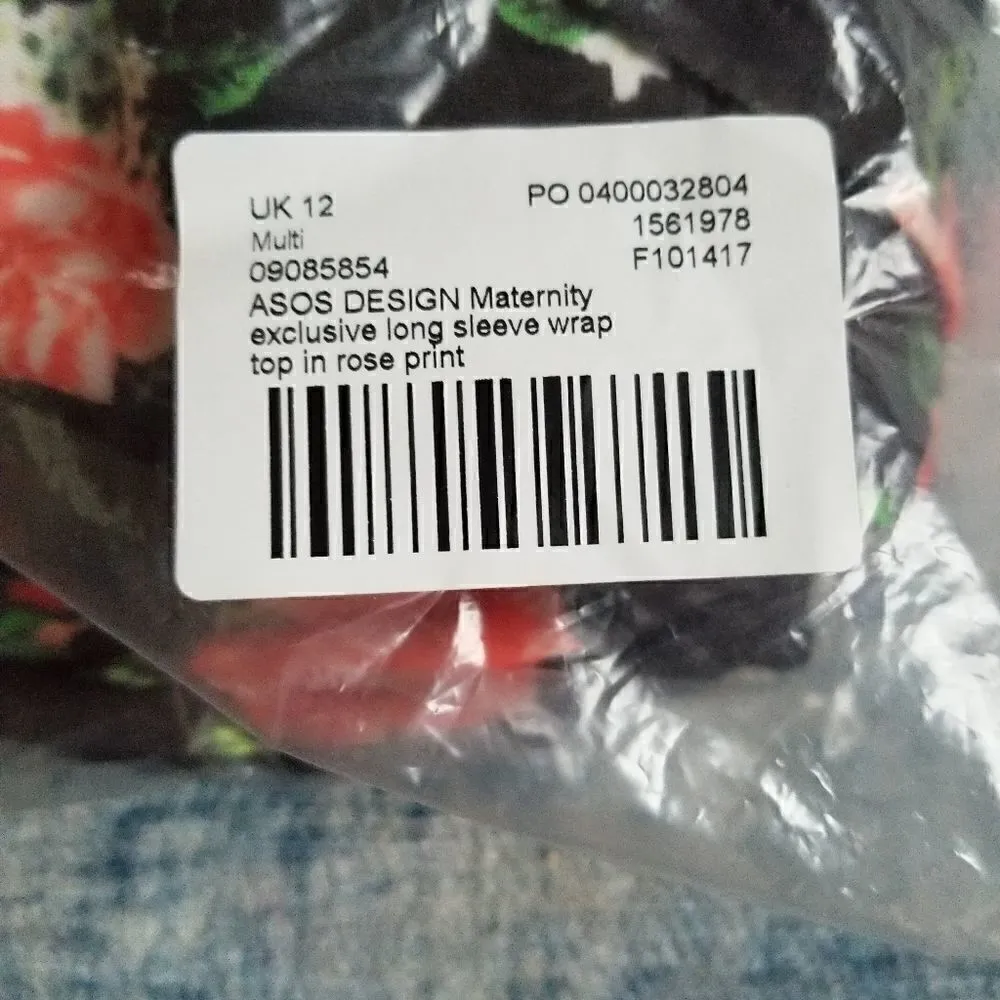 UK 12
Multi
09085854
PO 0400032804
1561978
F101417
ASOS DESIGN Maternity
exclusive long sleeve wrap
top in rose print